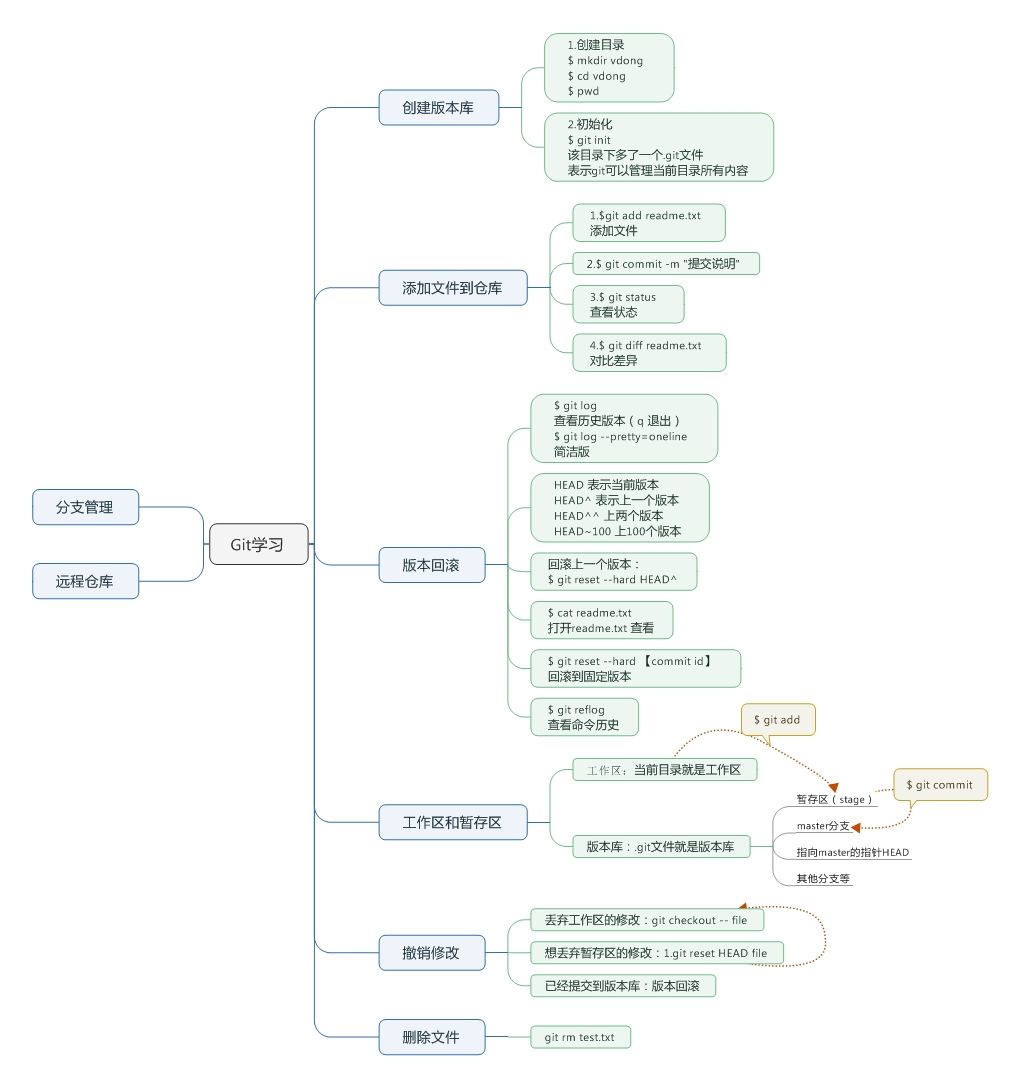 Git学习
创建版本库
1.创建目录
$ mkdir vdong
$ cd vdong
$ pwd
2.初始化
$ git init
该目录下多了一个.git文件
表示git可以管理当前目录所有内容
添加文件到仓库
1.$git add readme.txt
添加文件
2.$ git commit -m "提交说明"
3.$ git status
查看状态
4.$ git diff readme.txt
对比差异
版本回滚
$ git log
查看历史版本（q 退出）
$ git log --pretty=oneline
简洁版
HEAD 表示当前版本
HEAD^ 表示上一个版本
HEAD^^ 上两个版本
HEAD~100 上100个版本
回滚上一个版本：
$ git reset --hard HEAD^
$ cat readme.txt
打开readme.txt 查看
$ git reset --hard 【commit id】
回滚到固定版本
$ git reflog
查看命令历史
工作区和暂存区
工作区：当前目录就是工作区
$ git add
版本库：.git文件就是版本库
暂存区（stage）
$ git commit
master分支
指向master的指针HEAD
其他分支等
撤销修改
丢弃工作区的修改：git checkout -- file
想丢弃暂存区的修改：1.git reset HEAD file
已经提交到版本库：版本回滚
删除文件
git rm test.txt
分支管理
远程仓库